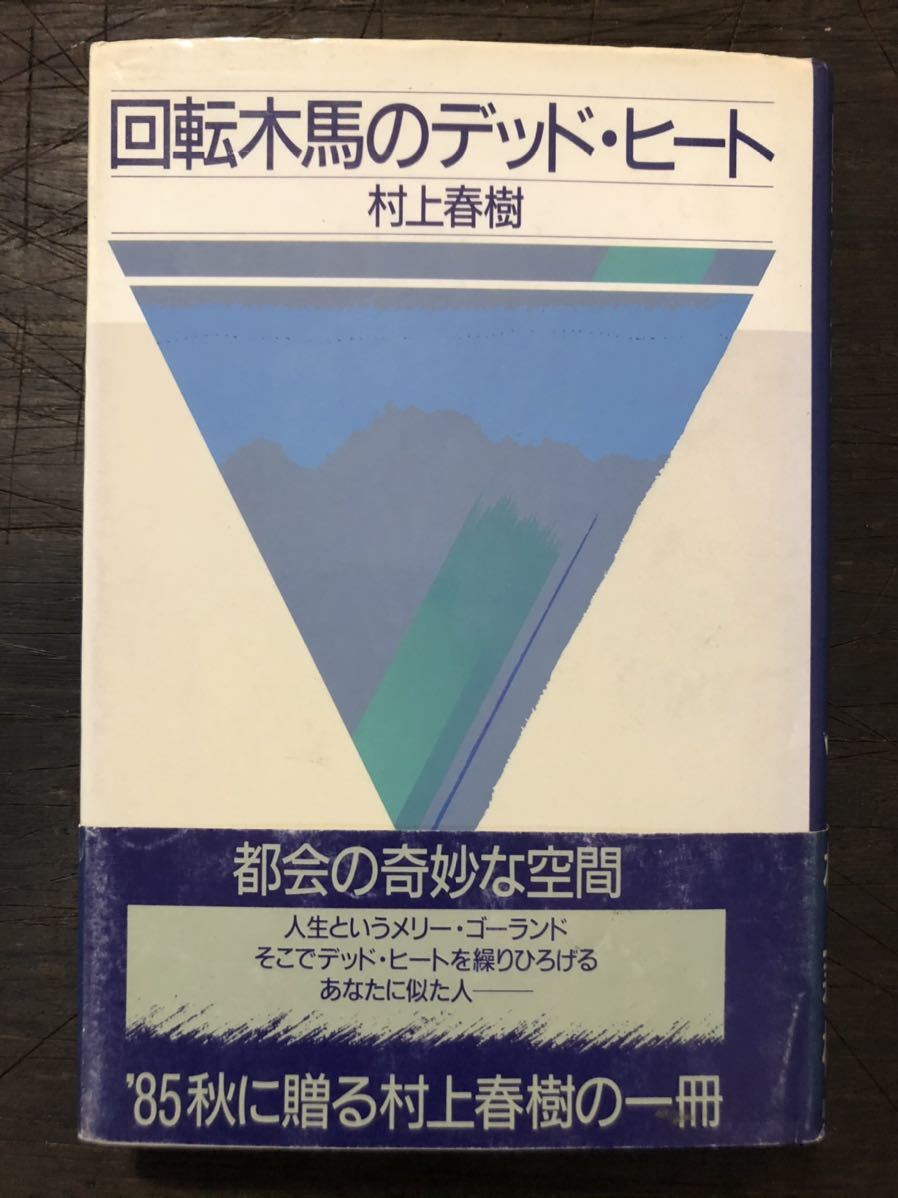 回転木馬のデッド・ヒート
村上春樹
都会の奇妙な空間
人生というメリー・ゴーランド
そこでデッド・ヒートを繰りひろげる
あなたに似た人——
'85秋に贈る村上春樹の一冊